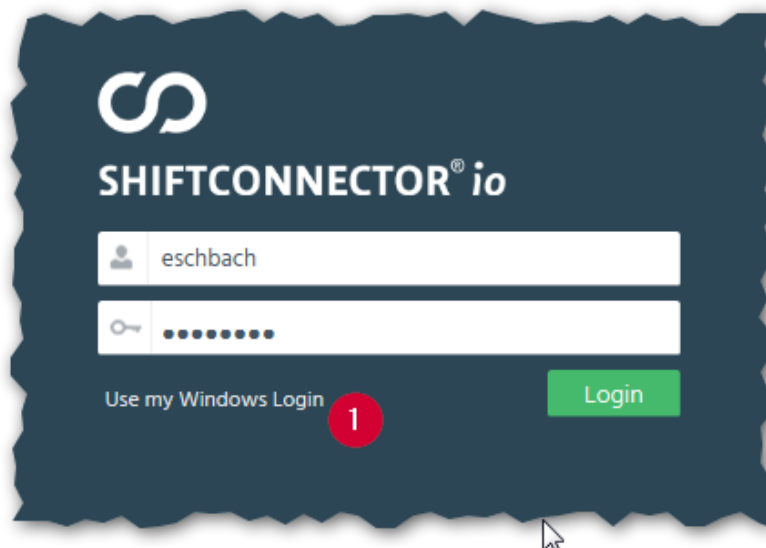 SHIFTCONNECTOR® io
eschbach
••••••••
Use my Windows Login
1
Login